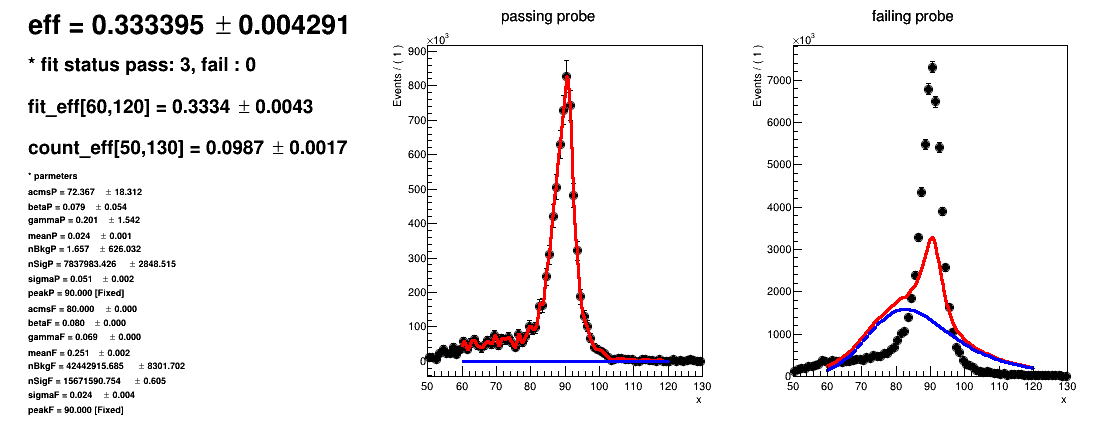 eff = 0.333395 ± 0.004291
* fit status pass: 3, fail : 0
fit_eff[60,120] = 0.3334 ± 0.0043
count_eff[50,130] = 0.0987 ± 0.0017
* parmeters
acmsP = 72.367 ± 18.312
betaP = 0.079 ± 0.054
gammaP = 0.201 ± 1.542
meanP = 0.024 ± 0.001
nBkgP = 1.657 ± 626.032
nSigP = 7837983.426 ± 2848.515
sigmaP = 0.051 ± 0.002
peakP = 90.000 [Fixed]
acmsF = 80.000 ± 0.000
betaF = 0.080 ± 0.000
gammaF = 0.069 ± 0.000
meanF = 0.251 ± 0.002
nBkgF = 42442915.685 ± 8301.702
nSigF = 15671590.754 ± 0.605
sigmaF = 0.024 ± 0.004
peakF = 90.000 [Fixed]
passing probe
×10³
Events / ( 1 )
900
800
700
600
500
400
300
200
100
0
50 60 70 80 90 100 110 120 130
x
failing probe
×10³
Events / ( 1 )
7000
6000
5000
4000
3000
2000
1000
0
50 60 70 80 90 100 110 120 130
x